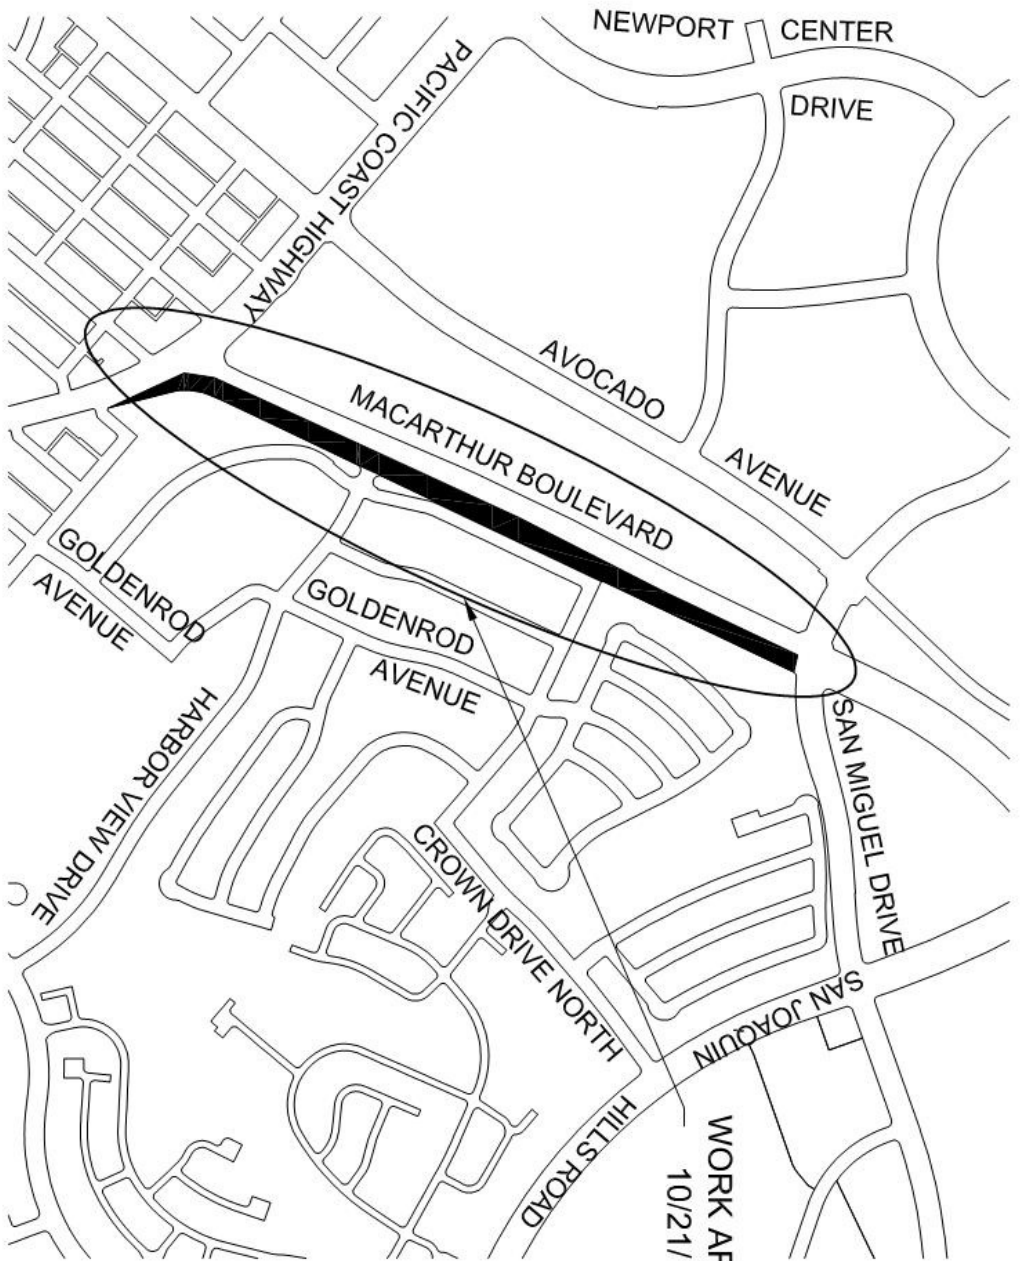 NEWPORT CENTER
DRIVE
PACIFIC COAST HIGHWAY
AVOCADO
AVENUE
MACARTHUR BOULEVARD
GOLDENROD
AVENUE
GOLDENROD
AVENUE
HARBOR VIEW DRIVE
SAN MIGUEL DRIVE
CROWN DRIVE NORTH
SAN JOAQUIN
HILLS ROAD
WORK
10/21/